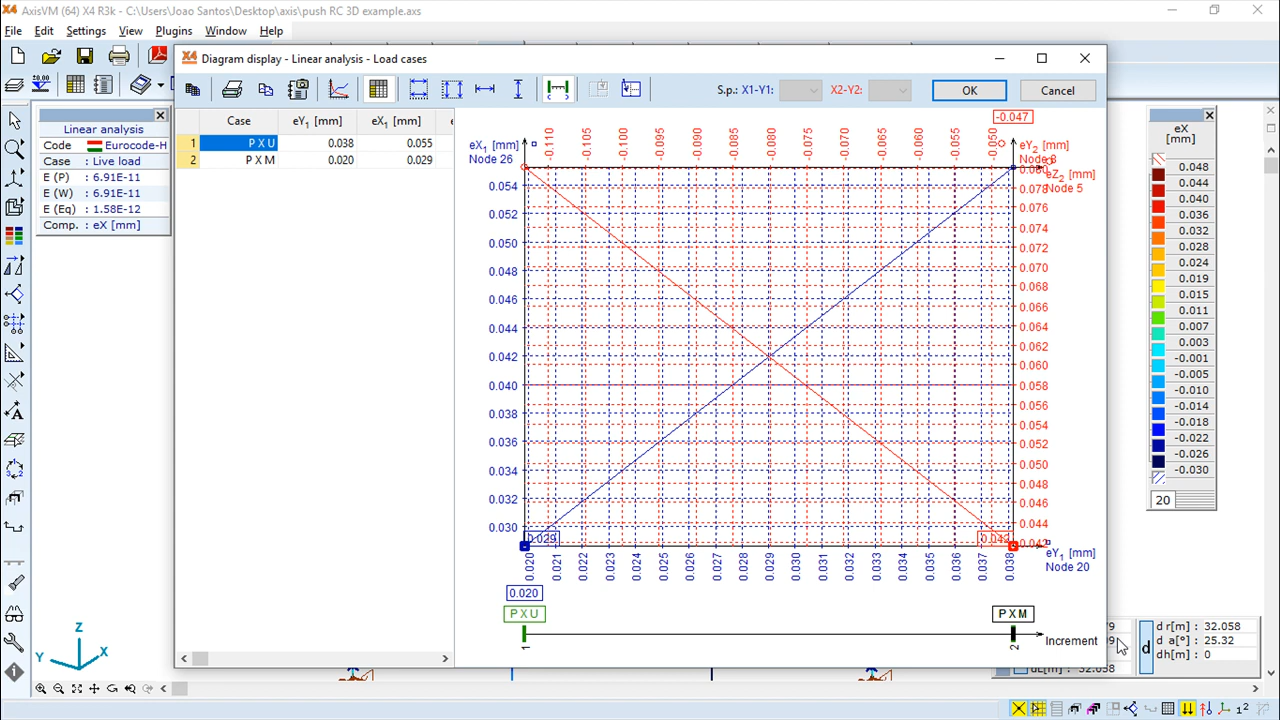 AxisVM (64) X4 R3k - C:\Users\Joao Santos\Desktop\axis\push RC 3D example.axs
File Edit Settings View Plugins Window Help
Diagram display - Linear analysis - Load cases
S.p.: X1-Y1: X2-Y2: OK Cancel
Linear analysis
Code Eurocode-H
Case : Live load
E (P) : 6.91E-11
E (W) : 6.91E-11
E (Eq) : 1.58E-12
Comp. : eX [mm]
Case eY1 [mm] eX1 [mm]
1 P X U 0.038 0.055
2 P X M 0.020 0.029
-0.047
eX1 [mm]
Node 26
-0.110 -0.105 -0.100 -0.095 -0.090 -0.085 -0.080 -0.075 -0.070 -0.065 -0.060 -0.055 -0.050
eY2 [mm]
Node 8
eZ2 [mm]
Node 5
0.054
0.052
0.050
0.048
0.046
0.044
0.042
0.040
0.038
0.036
0.034
0.032
0.030
0.078
0.076
0.074
0.072
0.070
0.068
0.066
0.064
0.062
0.060
0.058
0.056
0.054
0.052
0.050
0.048
0.046
0.044
0.042
0.029
0.042
0.020 0.021 0.022 0.023 0.024 0.025 0.026 0.027 0.028 0.029 0.030 0.031 0.032 0.033 0.034 0.035 0.036 0.037 0.038
eY1 [mm]
Node 20
0.020
P X U P X M
1 2 Increment
eX
[mm]
0.048
0.044
0.040
0.036
0.032
0.028
0.024
0.019
0.015
0.011
0.007
0.003
-0.001
-0.005
-0.010
-0.014
-0.018
-0.022
-0.026
-0.030
20
Z
Y X
d
d r[m] : 32.058
d a[°] : 25.32
dh[m] : 0
dL[m] : 32.058